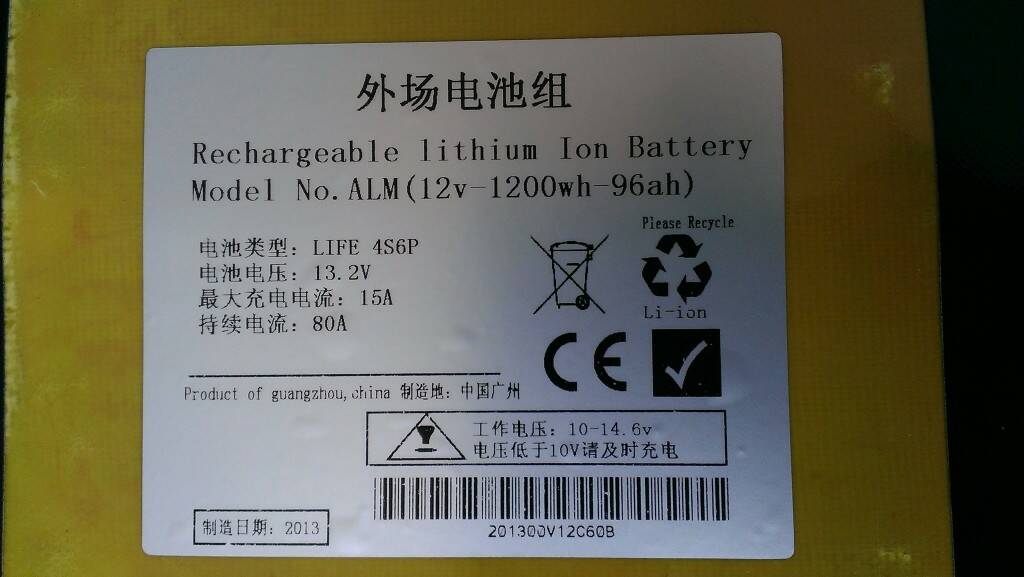 外场电池组
Rechargeable lithium Ion Battery
Model No.ALM(12v-1200wh-96ah)
电池类型：LIFE 4S6P
电池电压：13.2V
最大充电电流：15A
持续电流：80A
Please Recycle
Li-ion
CE
Product of guangzhou,china 制造地：中国广州
工作电压：10-14.6v
电压低于10V请及时充电
制造日期：2013
201300V12C60B